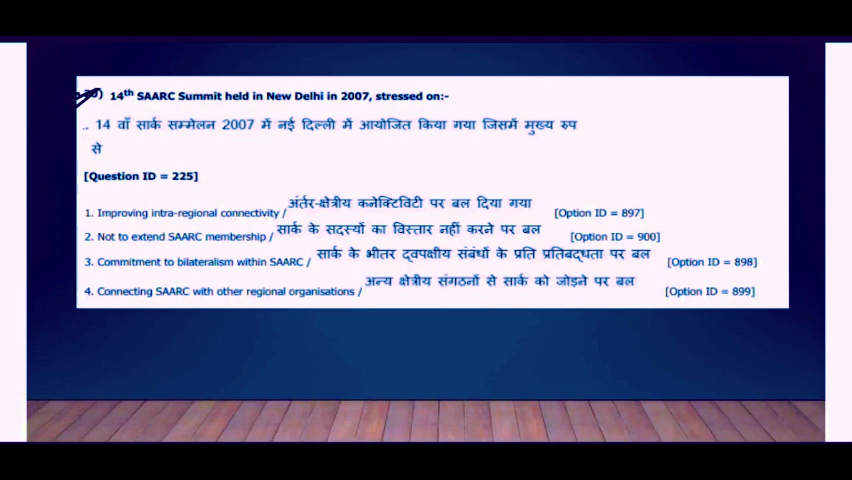 14th SAARC Summit held in New Delhi in 2007, stressed on:-
.. 14 वाँ सार्क सम्मेलन 2007 में नई दिल्ली में आयोजित किया गया जिसमें मुख्य रुप
से
[Question ID = 225]
1. Improving intra-regional connectivity / अंर्तर-क्षेत्रीय कनेक्टिविटी पर बल दिया गया [Option ID = 897]
2. Not to extend SAARC membership / सार्क के सदस्यों का विस्तार नहीं करने पर बल [Option ID = 900]
3. Commitment to bilateralism within SAARC / सार्क के भीतर द्वपक्षीय संबंधों के प्रति प्रतिबद्धता पर बल [Option ID = 898]
4. Connecting SAARC with other regional organisations / अन्य क्षेत्रीय संगठनों से सार्क को जोड़ने पर बल [Option ID = 899]